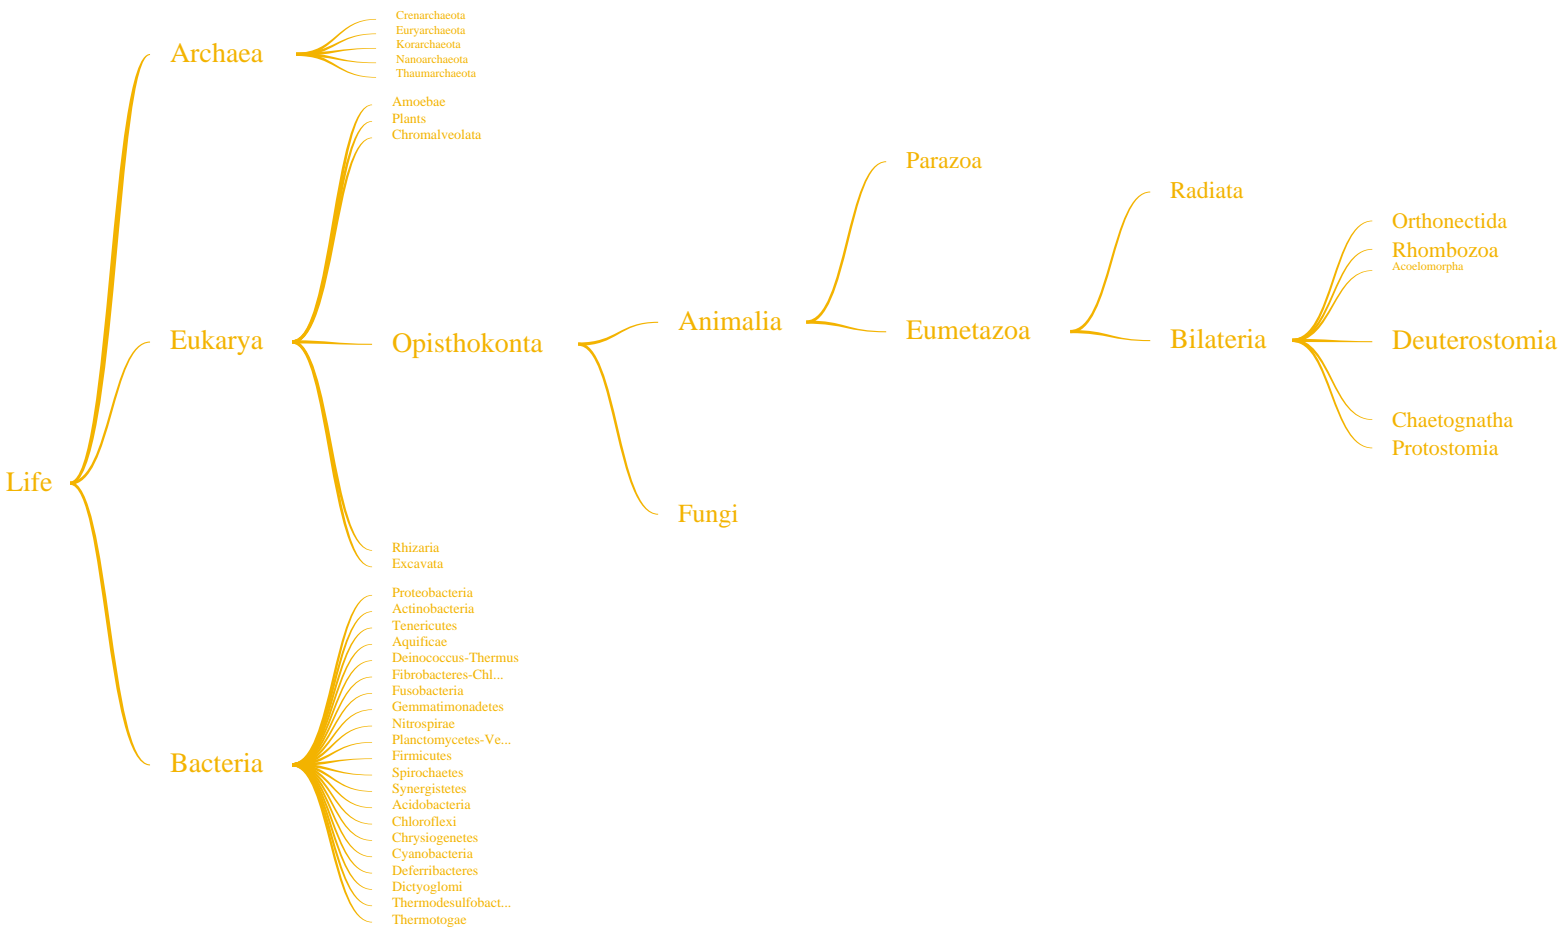 Life
Archaea
Crenarchaeota
Euryarchaeota
Korarchaeota
Nanoarchaeota
Thaumarchaeota
Eukarya
Amoebae
Plants
Chromalveolata
Opisthokonta
Animalia
Parazoa
Eumetazoa
Radiata
Bilateria
Orthonectida
Rhombozoa
Acoelomorpha
Deuterostomia
Chaetognatha
Protostomia
Fungi
Rhizaria
Excavata
Bacteria
Proteobacteria
Actinobacteria
Tenericutes
Aquificae
Deinococcus-Thermus
Fibrobacteres-Chl...
Fusobacteria
Gemmatimonadetes
Nitrospirae
Planctomycetes-Ve...
Firmicutes
Spirochaetes
Synergistetes
Acidobacteria
Chloroflexi
Chrysiogenetes
Cyanobacteria
Deferribacteres
Dictyoglomi
Thermodesulfobact...
Thermotogae